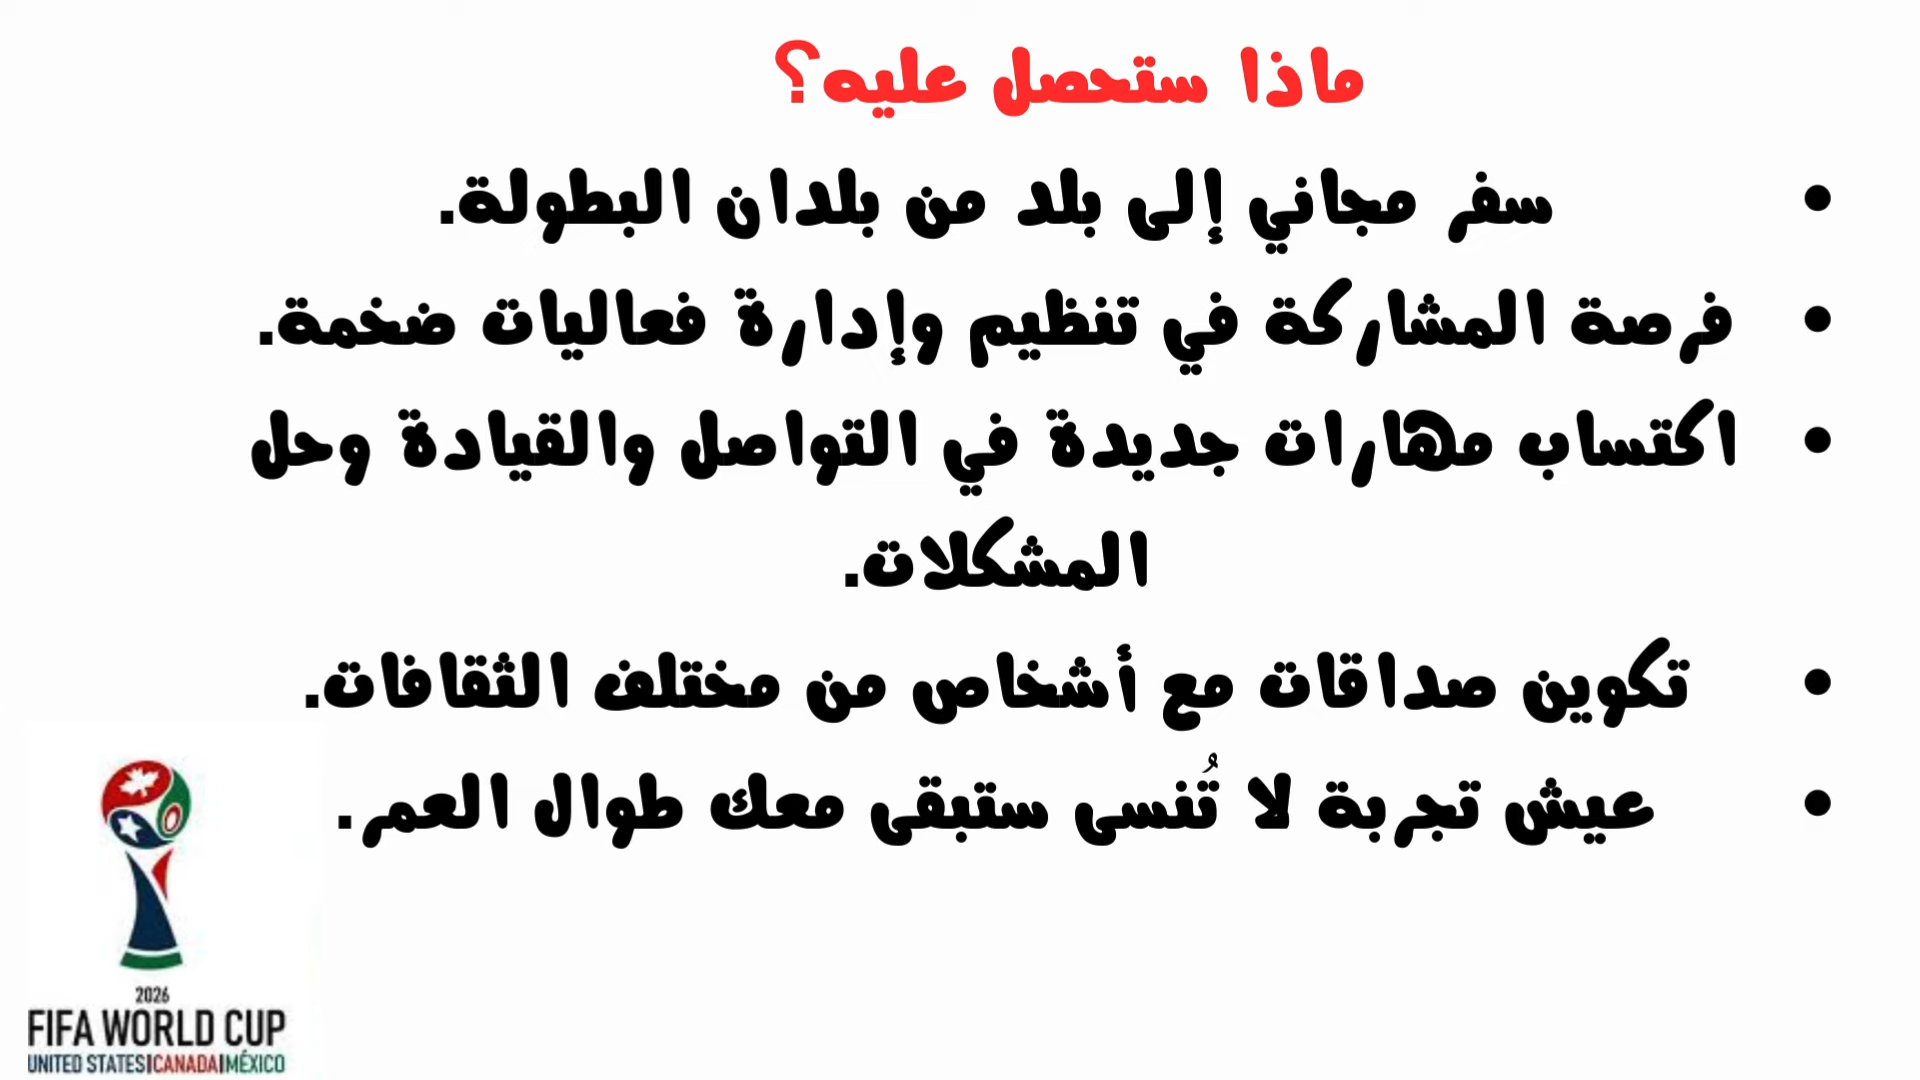 ماذا ستحصل عليه؟
• سفر مجاني إلى بلد من بلدان البطولة.
• فرصة المشاركة في تنظيم وإدارة فعاليات ضخمة.
• اكتساب مهارات جديدة في التواصل والقيادة وحل
المشكلات.
• تكوين صداقات مع أشخاص من مختلف الثقافات.
• عيش تجربة لا تُنسى ستبقى معك طوال العمر.
2026
FIFA WORLD CUP
UNITED STATES|CANADA|MÉXICO